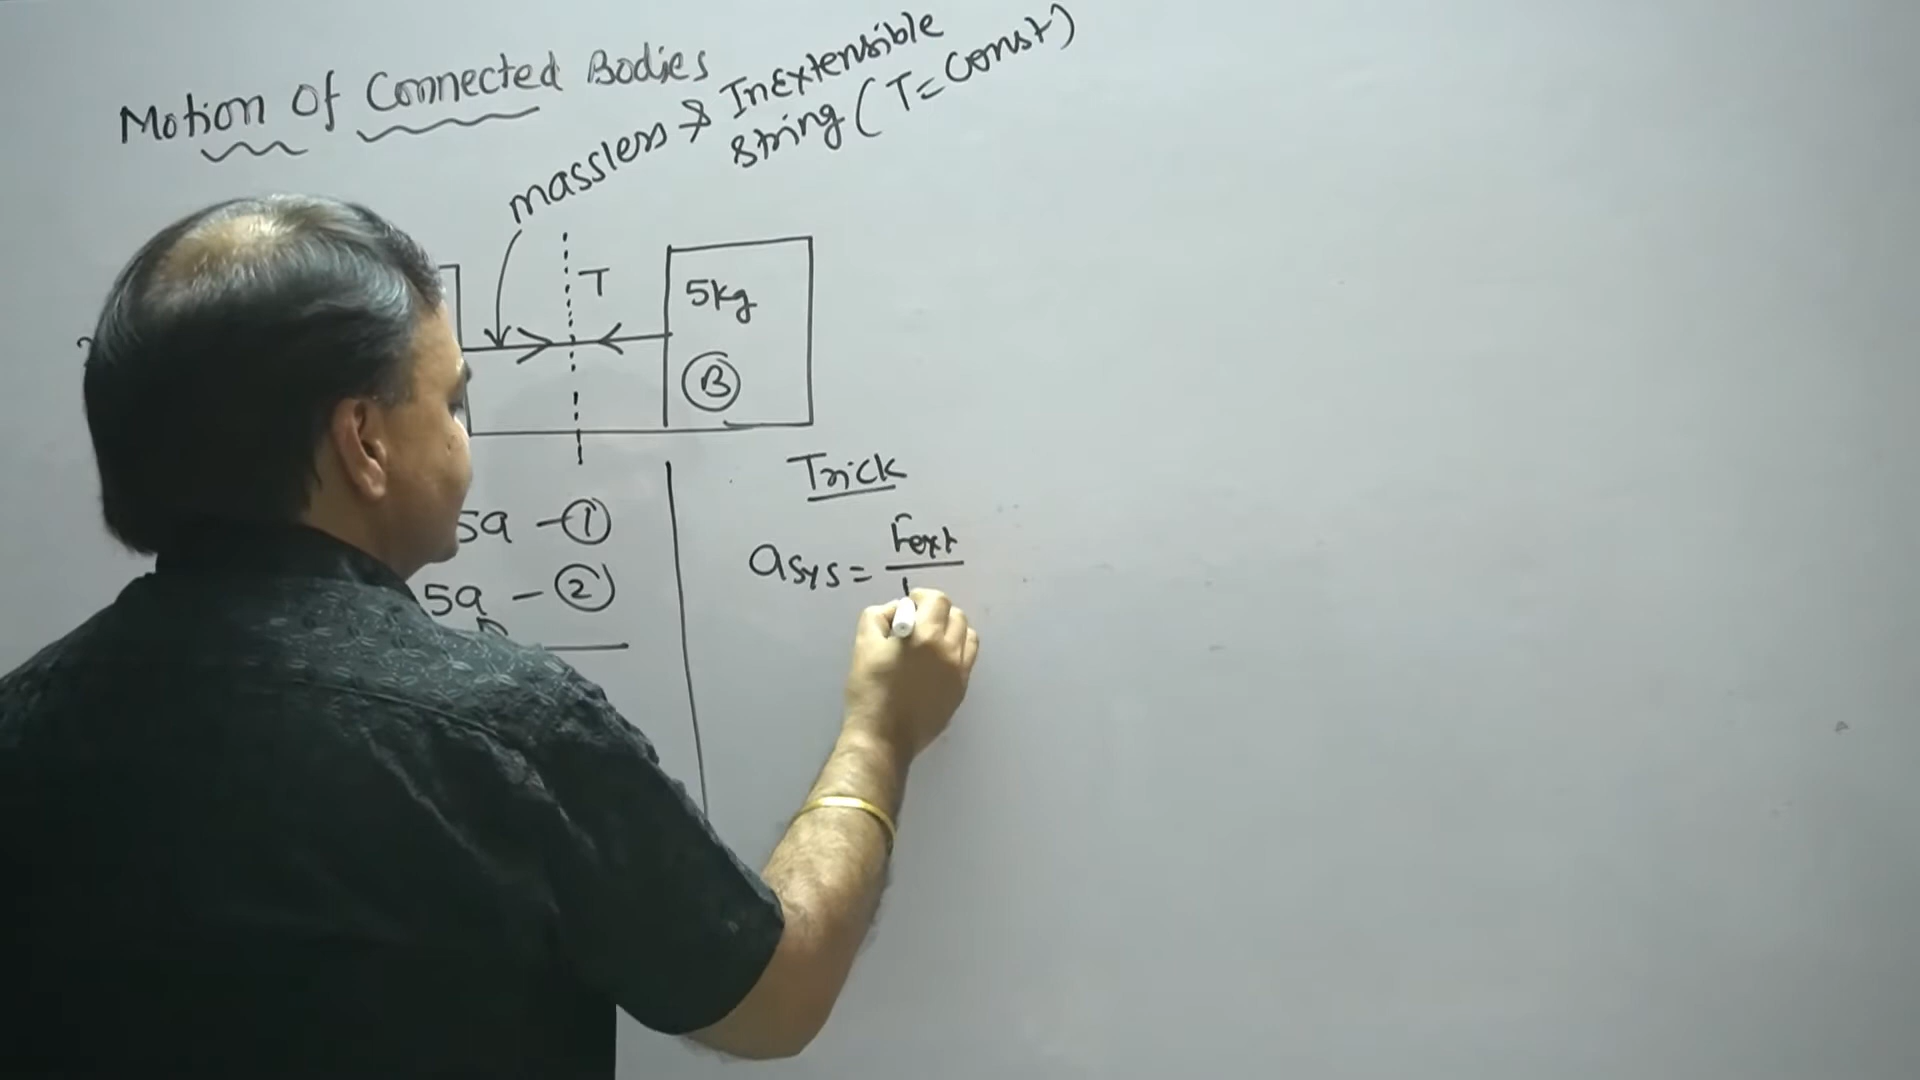 Motion Of Connected Bodies
massless & InExtensible
string (T=Const)
T
5kg
B
Trick
5a - 1
asys = Fext
5a - 2